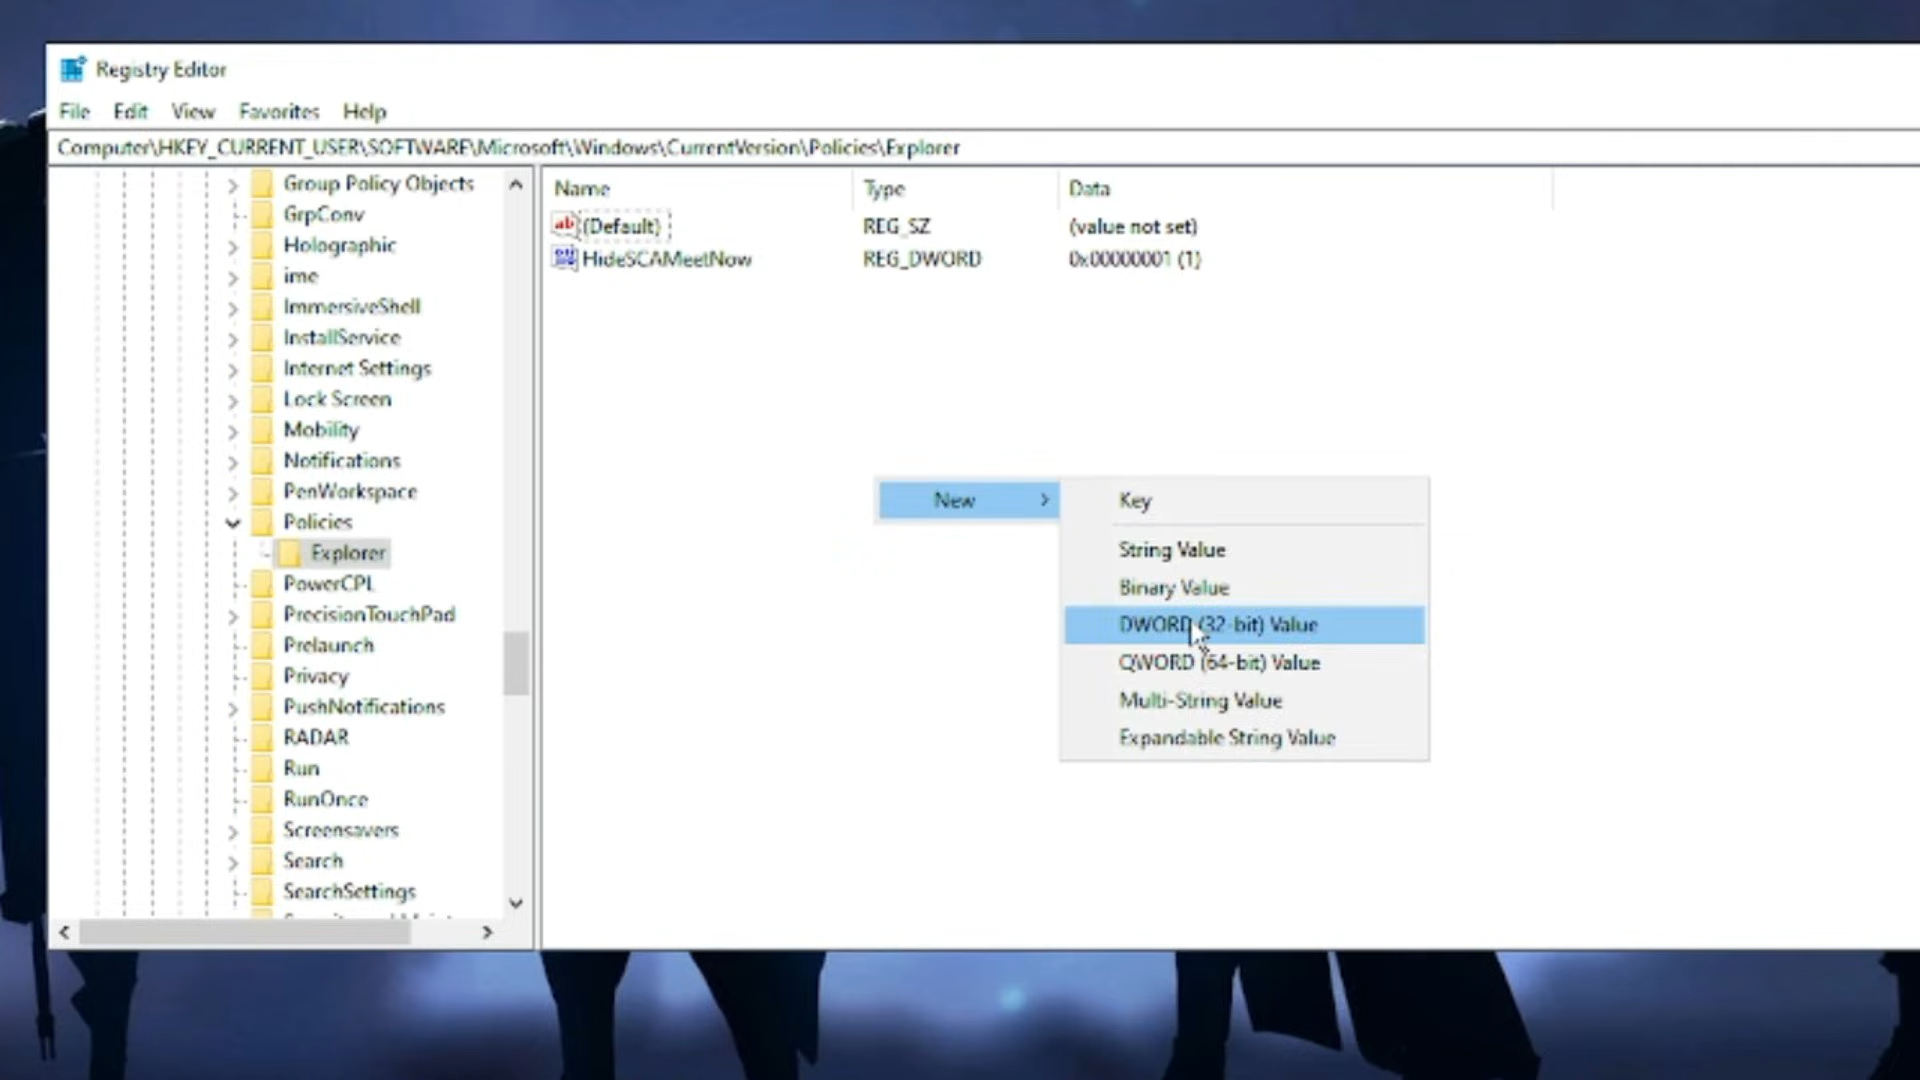 Registry Editor
File Edit View Favorites Help
Computer\HKEY_CURRENT_USER\SOFTWARE\Microsoft\Windows\CurrentVersion\Policies\Explorer
Group Policy Objects
GrpConv
Holographic
ime
ImmersiveShell
InstallService
Internet Settings
Lock Screen
Mobility
Notifications
PenWorkspace
Policies
Explorer
PowerCPL
PrecisionTouchPad
Prelaunch
Privacy
PushNotifications
RADAR
Run
RunOnce
Screensavers
Search
SearchSettings
Name Type Data
(Default) REG_SZ (value not set)
HideSCAMeetNow REG_DWORD 0x00000001 (1)
New
Key
String Value
Binary Value
DWORD (32-bit) Value
QWORD (64-bit) Value
Multi-String Value
Expandable String Value